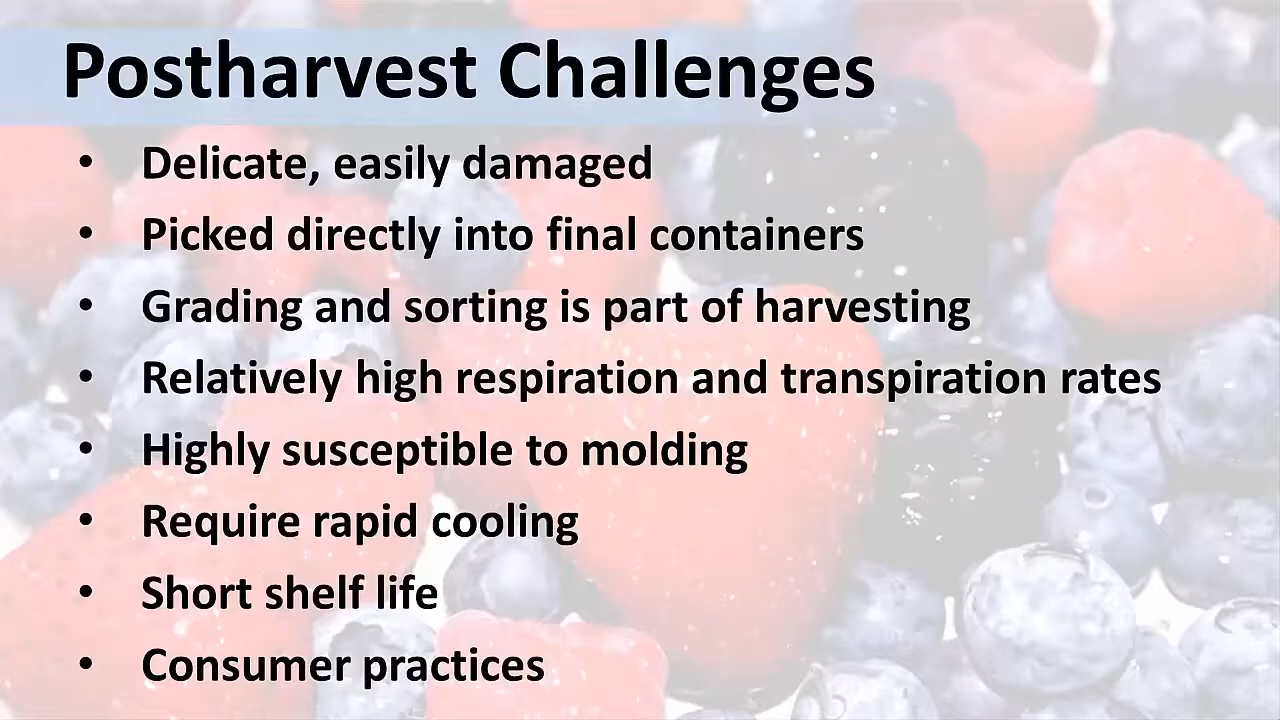 Postharvest Challenges
• Delicate, easily damaged
• Picked directly into final containers
• Grading and sorting is part of harvesting
• Relatively high respiration and transpiration rates
• Highly susceptible to molding
• Require rapid cooling
• Short shelf life
• Consumer practices